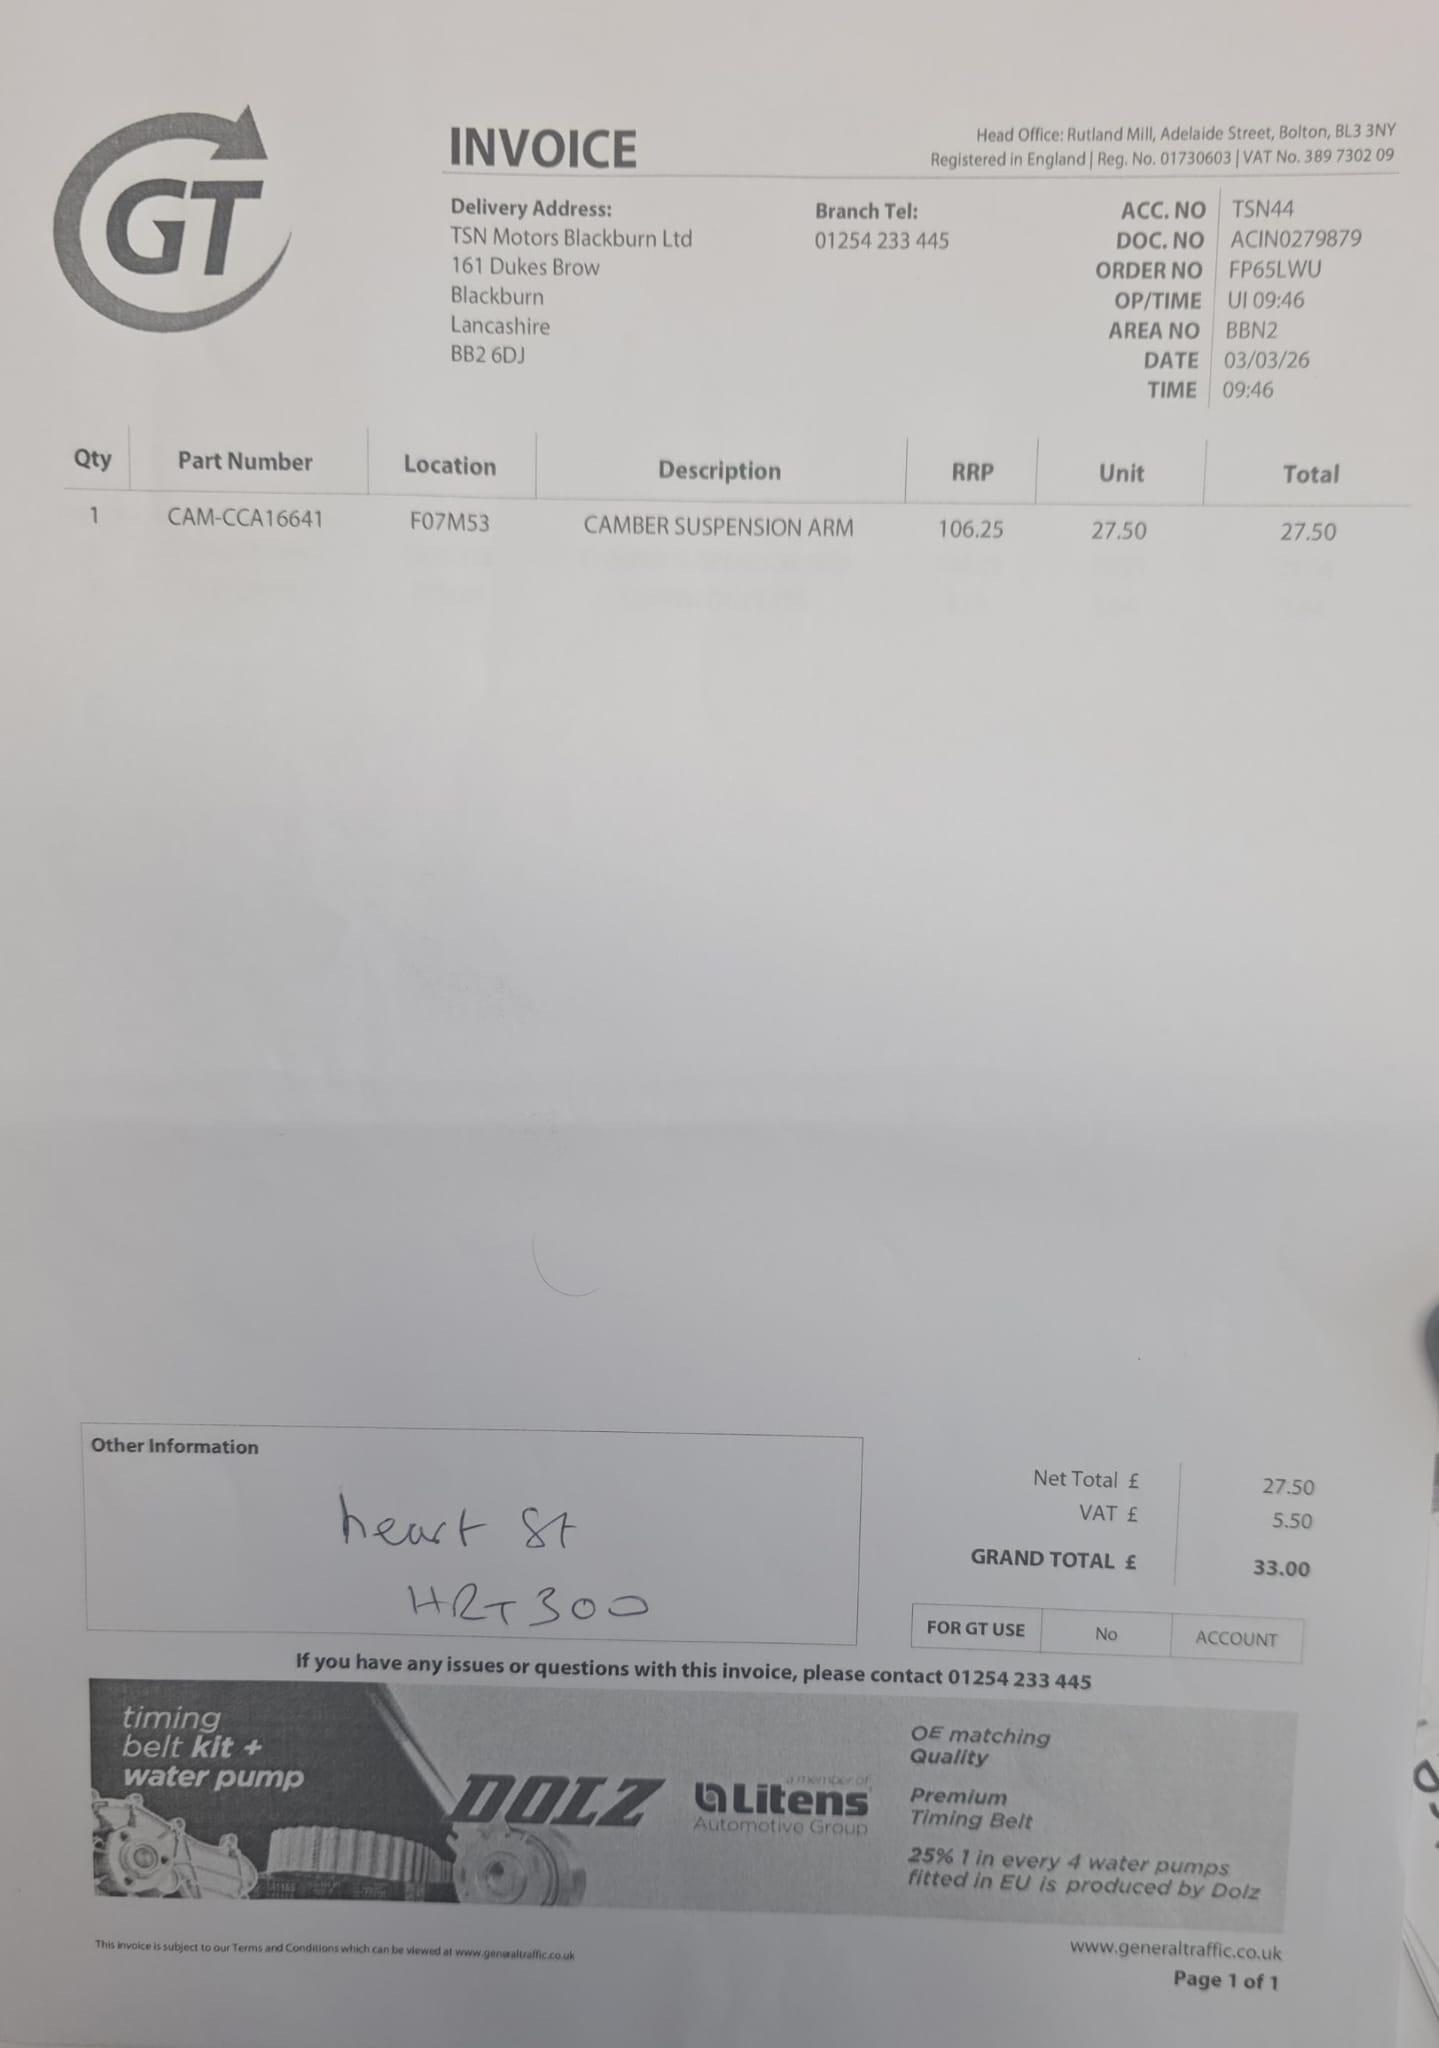 GT
INVOICE
Head Office: Rutland Mill, Adelaide Street, Bolton, BL3 3NY
Registered in England | Reg. No. 01730603 | VAT No. 389 7302 09
Delivery Address:
TSN Motors Blackburn Ltd
161 Dukes Brow
Blackburn
Lancashire
BB2 6DJ
Branch Tel:
01254 233 445
ACC. NO TSN44
DOC. NO ACIN0279879
ORDER NO FP65LWU
OP/TIME UI 09:46
AREA NO BBN2
DATE 03/03/26
TIME 09:46
Qty Part Number Location Description RRP Unit Total
1 CAM-CCA16641 F07M53 CAMBER SUSPENSION ARM 106.25 27.50 27.50
Other Information
heart St
HRT300
Net Total £ 27.50
VAT £ 5.50
GRAND TOTAL £ 33.00
FOR GT USE No ACCOUNT
If you have any issues or questions with this invoice, please contact 01254 233 445
timing
belt kit +
water pump
DOLZ
a member of
Litens
Automotive Group
OE matching
Quality
Premium
Timing Belt
25% 1 in every 4 water pumps
fitted in EU is produced by Dolz
This invoice is subject to our Terms and Conditions which can be viewed at www.generaltraffic.co.uk
www.generaltraffic.co.uk
Page 1 of 1